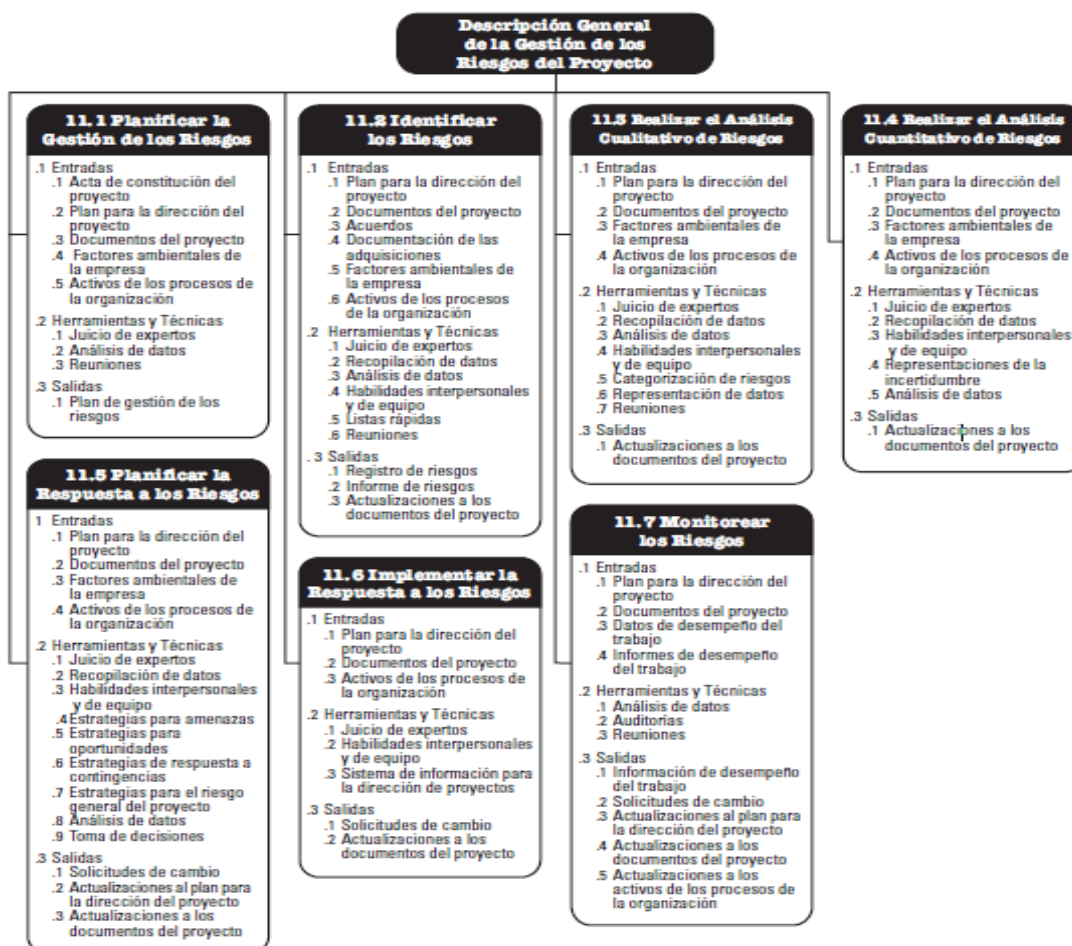 Descripción General
de la Gestión de los
Riesgos del Proyecto
11.1 Planificar la
Gestión de los Riesgos
.1 Entradas
.1 Acta de constitución del
proyecto
.2 Plan para la dirección del
proyecto
.3 Documentos del proyecto
.4 Factores ambientales de
la empresa
.5 Activos de los procesos de
la organización
.2 Herramientas y Técnicas
.1 Juicio de expertos
.2 Análisis de datos
.3 Reuniones
.3 Salidas
.1 Plan de gestión de los
riesgos
11.2 Identificar
los Riesgos
.1 Entradas
.1 Plan para la dirección del
proyecto
.2 Documentos del proyecto
.3 Acuerdos
.4 Documentación de las
adquisiciones
.5 Factores ambientales de
la empresa
.6 Activos de los procesos
de la organización
.2 Herramientas y Técnicas
.1 Juicio de expertos
.2 Recopilación de datos
.3 Análisis de datos
.4 Habilidades interpersonales
y de equipo
.5 Listas rápidas
.6 Reuniones
. 3 Salidas
.1 Registro de riesgos
.2 Informe de riesgos
.3 Actualizaciones a los
documentos del proyecto
11.3 Realizar el Análisis
Cualitativo de Riesgos
.1 Entradas
.1 Plan para la dirección del
proyecto
.2 Documentos del proyecto
.3 Factores ambientales de
la empresa
.4 Activos de los procesos de
la organización
.2 Herramientas y Técnicas
.1 Juicio de expertos
.2 Recopilación de datos
.3 Análisis de datos
.4 Habilidades interpersonales
y de equipo
.5 Categorización de riesgos
.6 Representación de datos
.7 Reuniones
.3 Salidas
.1 Actualizaciones a los
documentos del proyecto
11.4 Realizar el Análisis
Cuantitativo de Riesgos
.1 Entradas
.1 Plan para la dirección del
proyecto
.2 Documentos del proyecto
.3 Factores ambientales de
la empresa
.4 Activos de los procesos de
la organización
.2 Herramientas y Técnicas
.1 Juicio de expertos
.2 Recopilación de datos
.3 Habilidades interpersonales
y de equipo
.4 Representaciones de la
incertidumbre
.5 Análisis de datos
.3 Salidas
.1 Actualizaciones a los
documentos del proyecto
11.5 Planificar la
Respuesta a los Riesgos
1 Entradas
.1 Plan para la dirección del
proyecto
.2 Documentos del proyecto
.3 Factores ambientales de
la empresa
.4 Activos de los procesos de
la organización
.2 Herramientas y Técnicas
.1 Juicio de expertos
.2 Recopilación de datos
.3 Habilidades interpersonales
y de equipo
.4 Estrategias para amenazas
.5 Estrategias para
oportunidades
.6 Estrategias de respuesta a
contingencias
.7 Estrategias para el riesgo
general del proyecto
.8 Análisis de datos
.9 Toma de decisiones
.3 Salidas
.1 Solicitudes de cambio
.2 Actualizaciones al plan para
la dirección del proyecto
.3 Actualizaciones a los
documentos del proyecto
11.6 Implementar la
Respuesta a los Riesgos
.1 Entradas
.1 Plan para la dirección del
proyecto
.2 Documentos del proyecto
.3 Activos de los procesos de
la organización
.2 Herramientas y Técnicas
.1 Juicio de expertos
.2 Habilidades interpersonales
y de equipo
.3 Sistema de información para
la dirección de proyectos
.3 Salidas
.1 Solicitudes de cambio
.2 Actualizaciones a los
documentos del proyecto
11.7 Monitorear
los Riesgos
.1 Entradas
.1 Plan para la dirección del
proyecto
.2 Documentos del proyecto
.3 Datos de desempeño del
trabajo
.4 Informes de desempeño
del trabajo
.2 Herramientas y Técnicas
.1 Análisis de datos
.2 Auditorías
.3 Reuniones
.3 Salidas
.1 Información de desempeño
del trabajo
.2 Solicitudes de cambio
.3 Actualizaciones al plan para
la dirección del proyecto
.4 Actualizaciones a los
documentos del proyecto
.5 Actualizaciones a los
activos de los procesos de
la organización